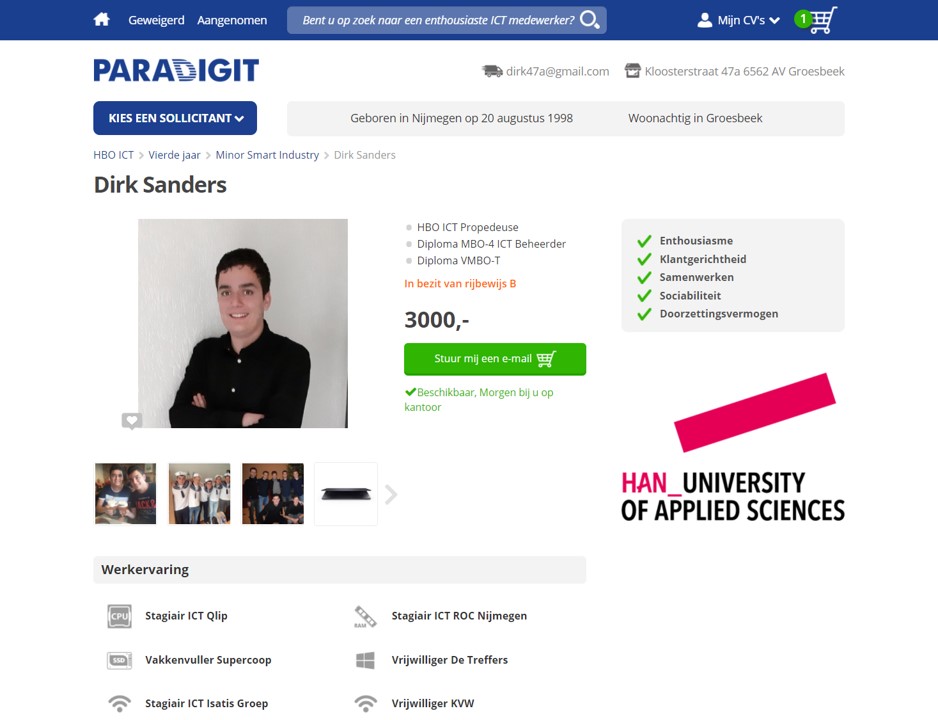 Geweigerd Aangenomen Bent u op zoek naar een enthousiaste ICT medewerker? Mijn CV's 1
PARADIGIT dirk47a@gmail.com Kloosterstraat 47a 6562 AV Groesbeek
KIES EEN SOLLICITANT Geboren in Nijmegen op 20 augustus 1998 Woonachtig in Groesbeek
HBO ICT > Vierde jaar > Minor Smart Industry > Dirk Sanders
Dirk Sanders
HBO ICT Propedeuse
Diploma MBO-4 ICT Beheerder
Diploma VMBO-T
In bezit van rijbewijs B
3000,-
Stuur mij een e-mail
Beschikbaar, Morgen bij u op
kantoor
Enthousiasme
Klantgerichtheid
Samenwerken
Sociabiliteit
Doorzettingsvermogen
HAN_UNIVERSITY
OF APPLIED SCIENCES
Werkervaring
CPU Stagiair ICT Qlip
RAM Stagiair ICT ROC Nijmegen
SSD Vakkenvuller Supercoop
Vrijwilliger De Treffers
Stagiair ICT Isatis Groep
Vrijwilliger KVW